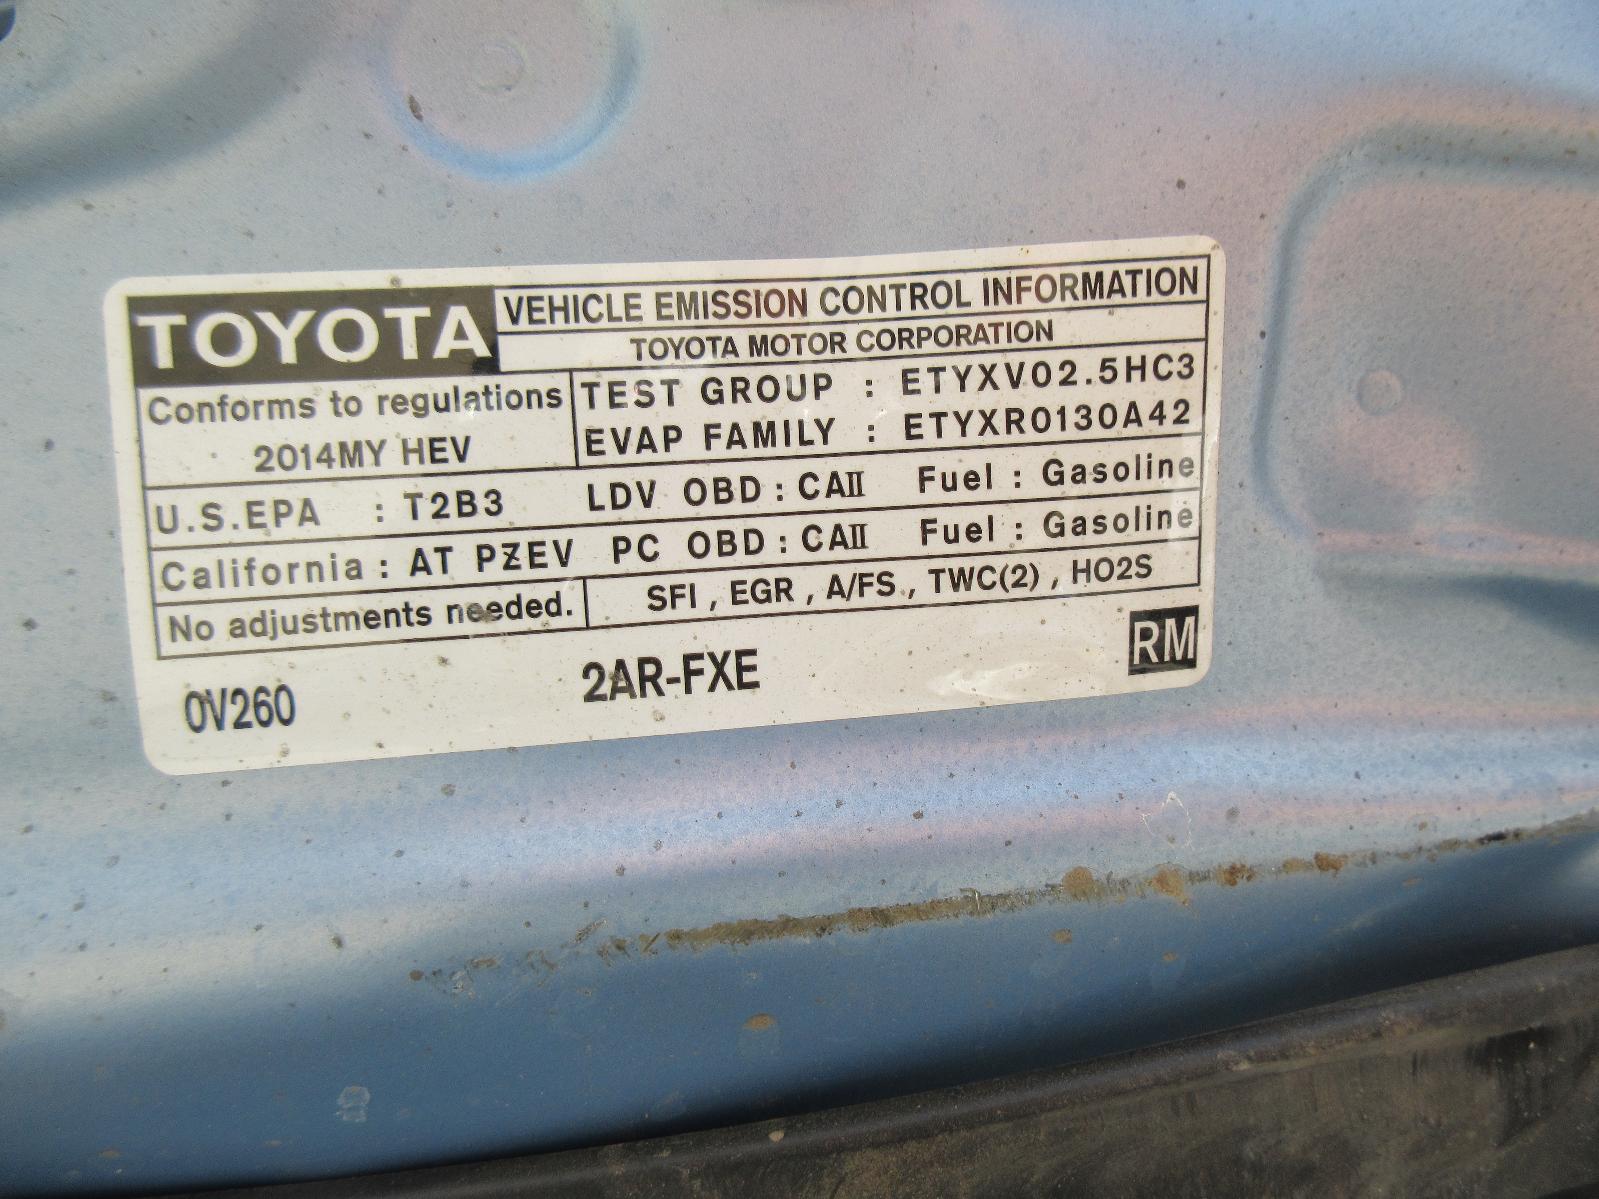 TOYOTA VEHICLE EMISSION CONTROL INFORMATION
TOYOTA MOTOR CORPORATION
Conforms to regulations
2014MY HEV
TEST GROUP : ETYXV02.5HC3
EVAP FAMILY : ETYXR0130A42
U.S.EPA : T2B3 LDV OBD : CAII Fuel : Gasoline
California : AT PZEV PC OBD : CAII Fuel : Gasoline
No adjustments needed. SFI , EGR , A/FS , TWC(2) , HO2S
0V260 2AR-FXE RM